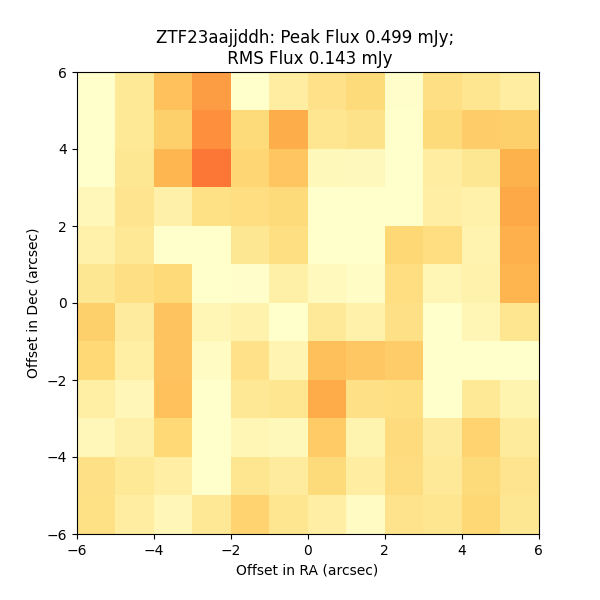 ZTF23aajjddh: Peak Flux 0.499 mJy;
RMS Flux 0.143 mJy
6
4
2
0
−2
−4
−6
Offset in Dec (arcsec)
−6 −4 −2 0 2 4 6
Offset in RA (arcsec)